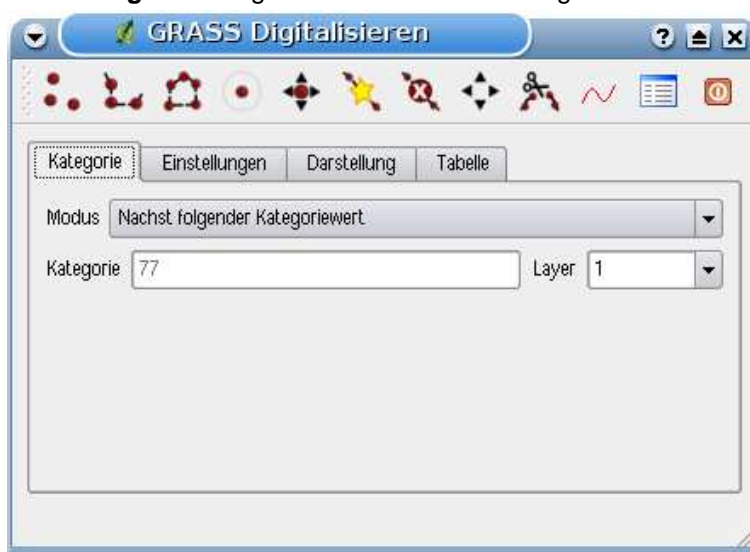 GRASS Digitalisieren
Kategorie Einstellungen Darstellung Tabelle
Modus Nachst folgender Kategoriewert
Kategorie 77 Layer 1